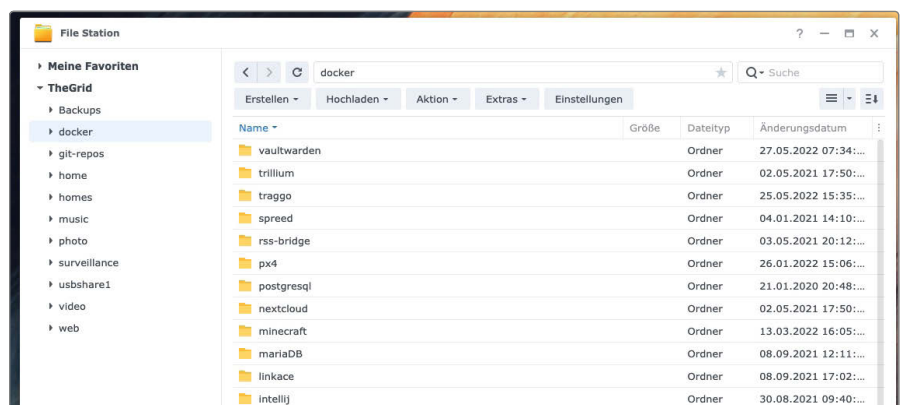 File Station
?
Meine Favoriten
TheGrid
Backups
docker
git-repos
home
homes
music
photo
surveillance
usbshare1
video
web
docker
Suche
Erstellen
Hochladen
Aktion
Extras
Einstellungen
Name Größe Dateityp Änderungsdatum
vaultwarden Ordner 27.05.2022 07:34:...
trillium Ordner 02.05.2021 17:50:...
traggo Ordner 25.05.2022 15:35:...
spreed Ordner 04.01.2021 14:10:...
rss-bridge Ordner 03.05.2021 20:12:...
px4 Ordner 26.01.2022 15:06:...
postgresql Ordner 21.01.2020 20:48:...
nextcloud Ordner 02.05.2021 17:50:...
minecraft Ordner 13.03.2022 16:05:...
mariaDB Ordner 08.09.2021 12:11:...
linkace Ordner 08.09.2021 17:02:...
intellij Ordner 30.08.2021 09:40:...